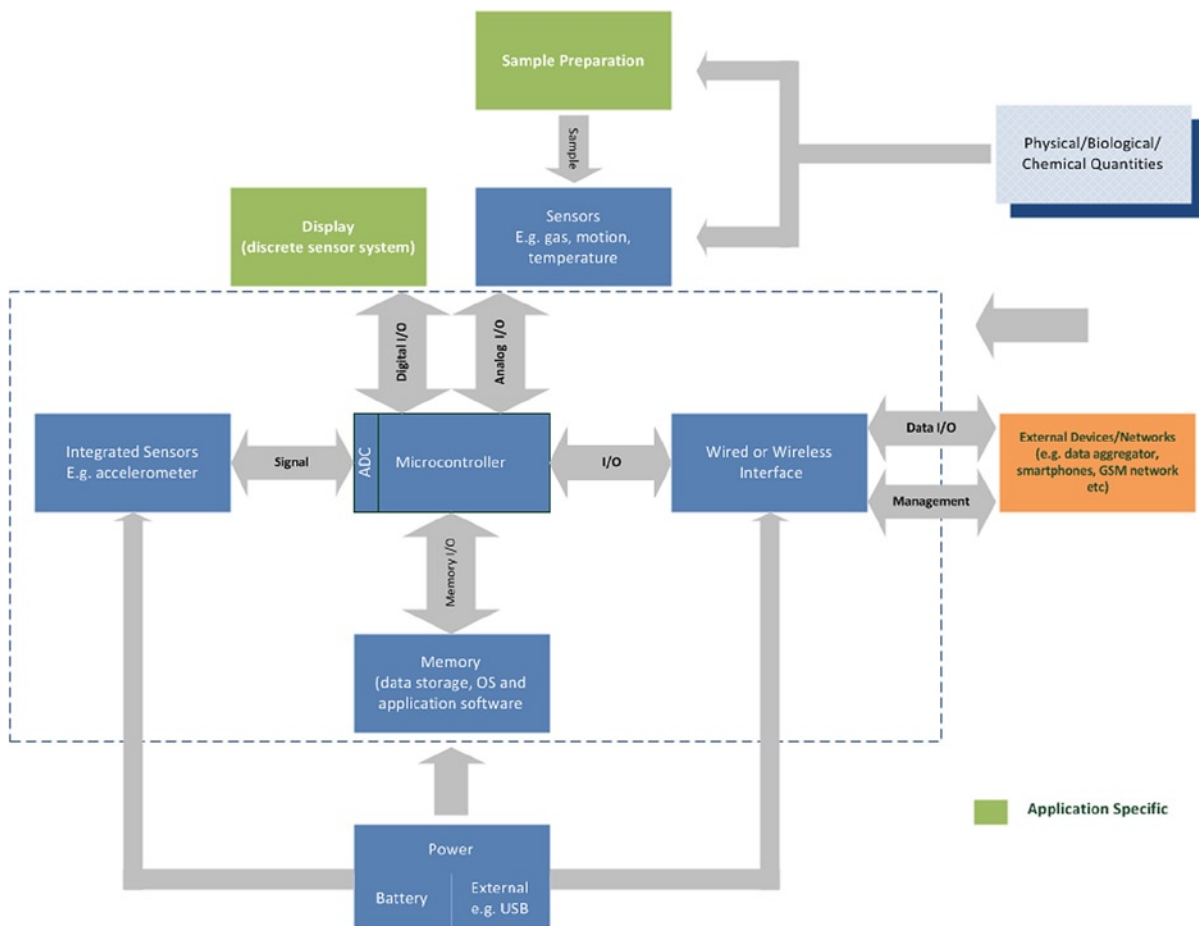 Sample Preparation
Sample
Physical/Biological/
Chemical Quantities
Display
(discrete sensor system)
Sensors
E.g. gas, motion,
temperature
Digital I/O
Analog I/O
Integrated Sensors
E.g. accelerometer
Signal
ADC
Microcontroller
I/O
Wired or Wireless
Interface
Data I/O
Management
External Devices/Networks
(e.g. data aggregator,
smartphones, GSM network
etc)
Memory I/O
Memory
(data storage, OS and
application software
Application Specific
Power
Battery
External
e.g. USB